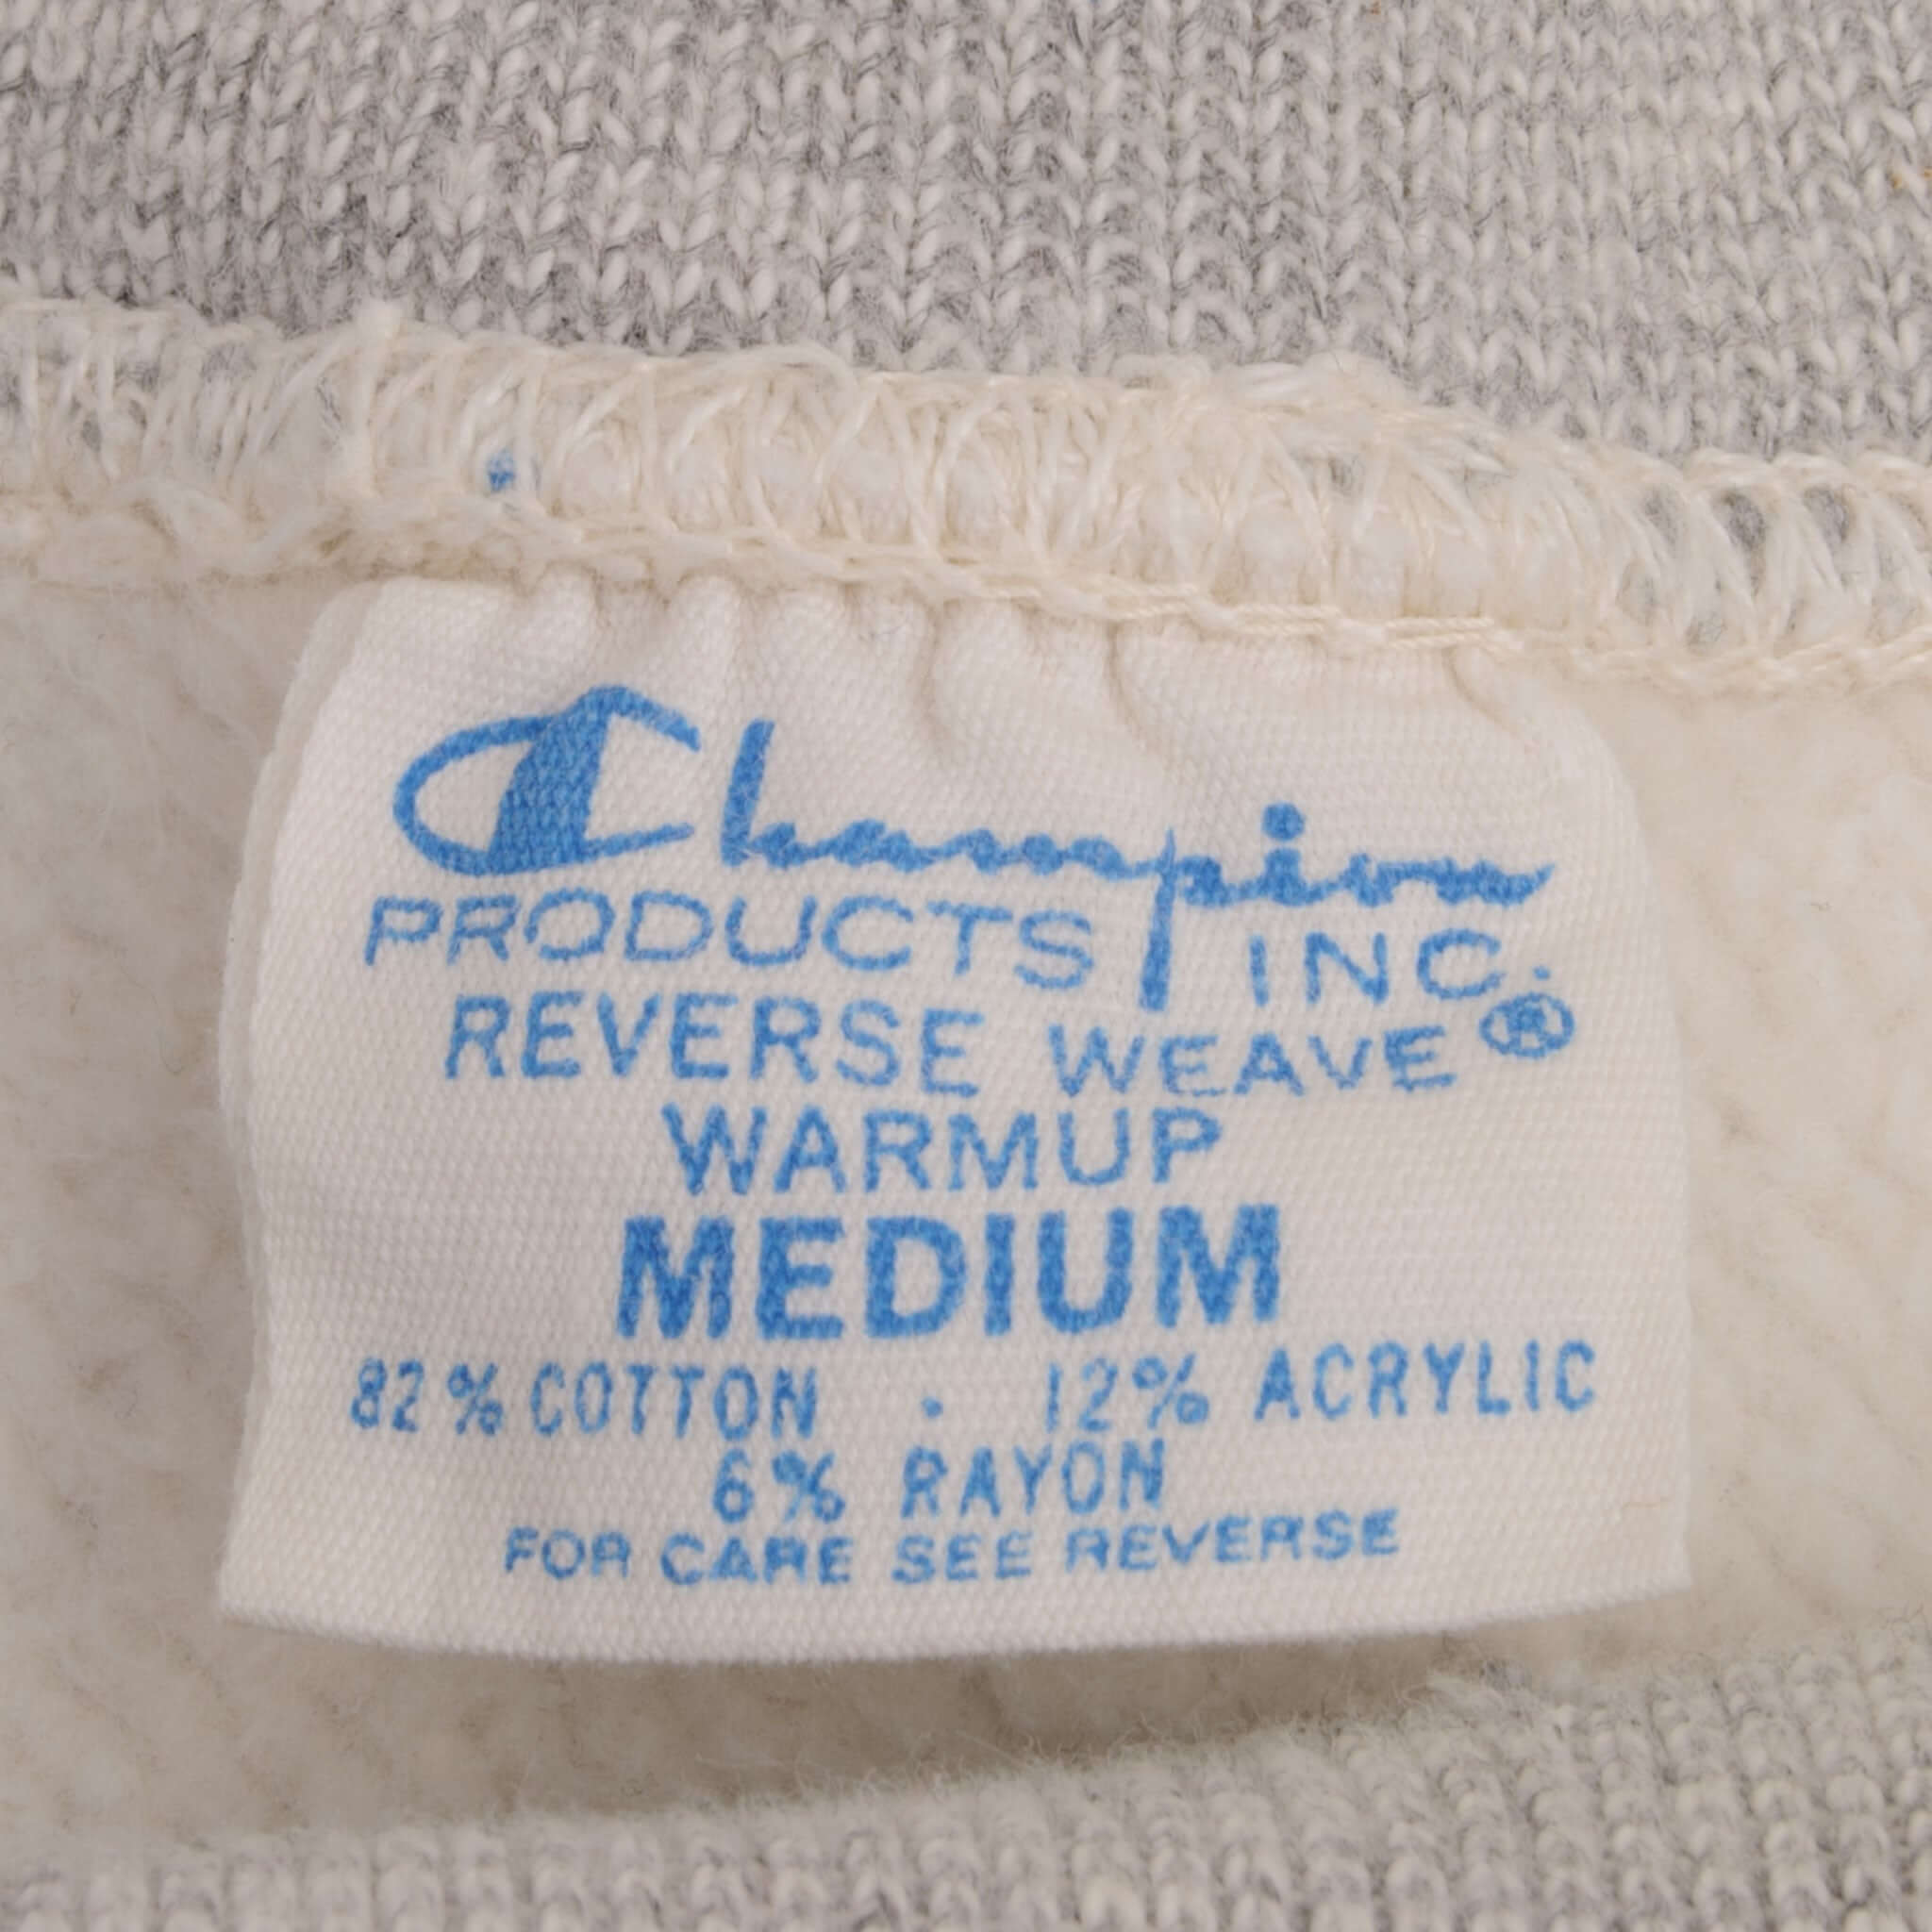 Champion
PRODUCTS INC.
REVERSE WEAVE®
WARMUP
MEDIUM
82% COTTON · 12% ACRYLIC
6% RAYON
FOR CARE SEE REVERSE